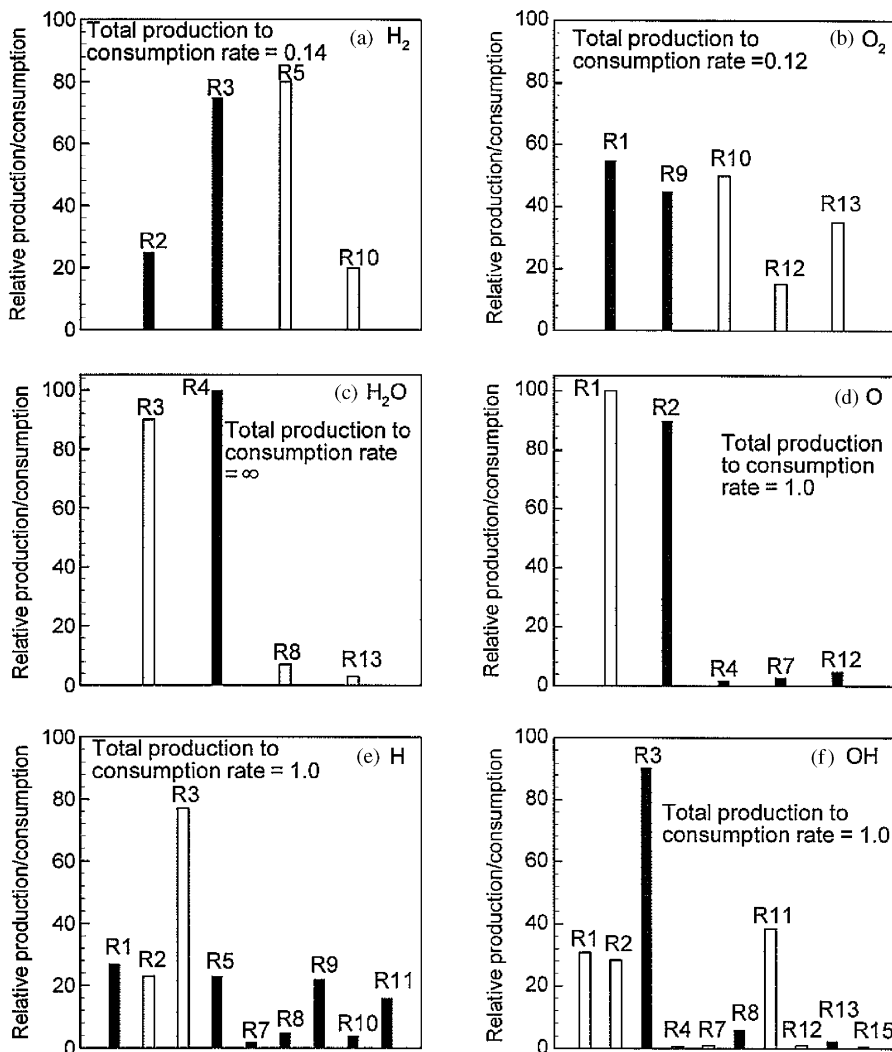 Relative production/consumption
100
80
60
40
20
0
Total production to
consumption rate = 0.14
(a) H₂
R2
R3
R5
R10
Relative production/consumption
100
80
60
40
20
0
Total production to
consumption rate =0.12
(b) O₂
R1
R9
R10
R12
R13
Relative production/consumption
100
80
60
40
20
0
(c) H₂O
R3
R4
Total production to
consumption rate
= ∞
R8
R13
Relative production/consumption
100
80
60
40
20
0
(d) O
R1
R2
Total production
to consumption
rate = 1.0
R4
R7
R12
Relative production/consumption
100
80
60
40
20
0
Total production to
consumption rate = 1.0
(e) H
R1
R2
R3
R5
R7
R8
R9
R10
R11
Relative production/consumption
100
80
60
40
20
0
(f) OH
R3
Total production to
consumption rate = 1.0
R1
R2
R4
R7
R8
R11
R12
R13
R15